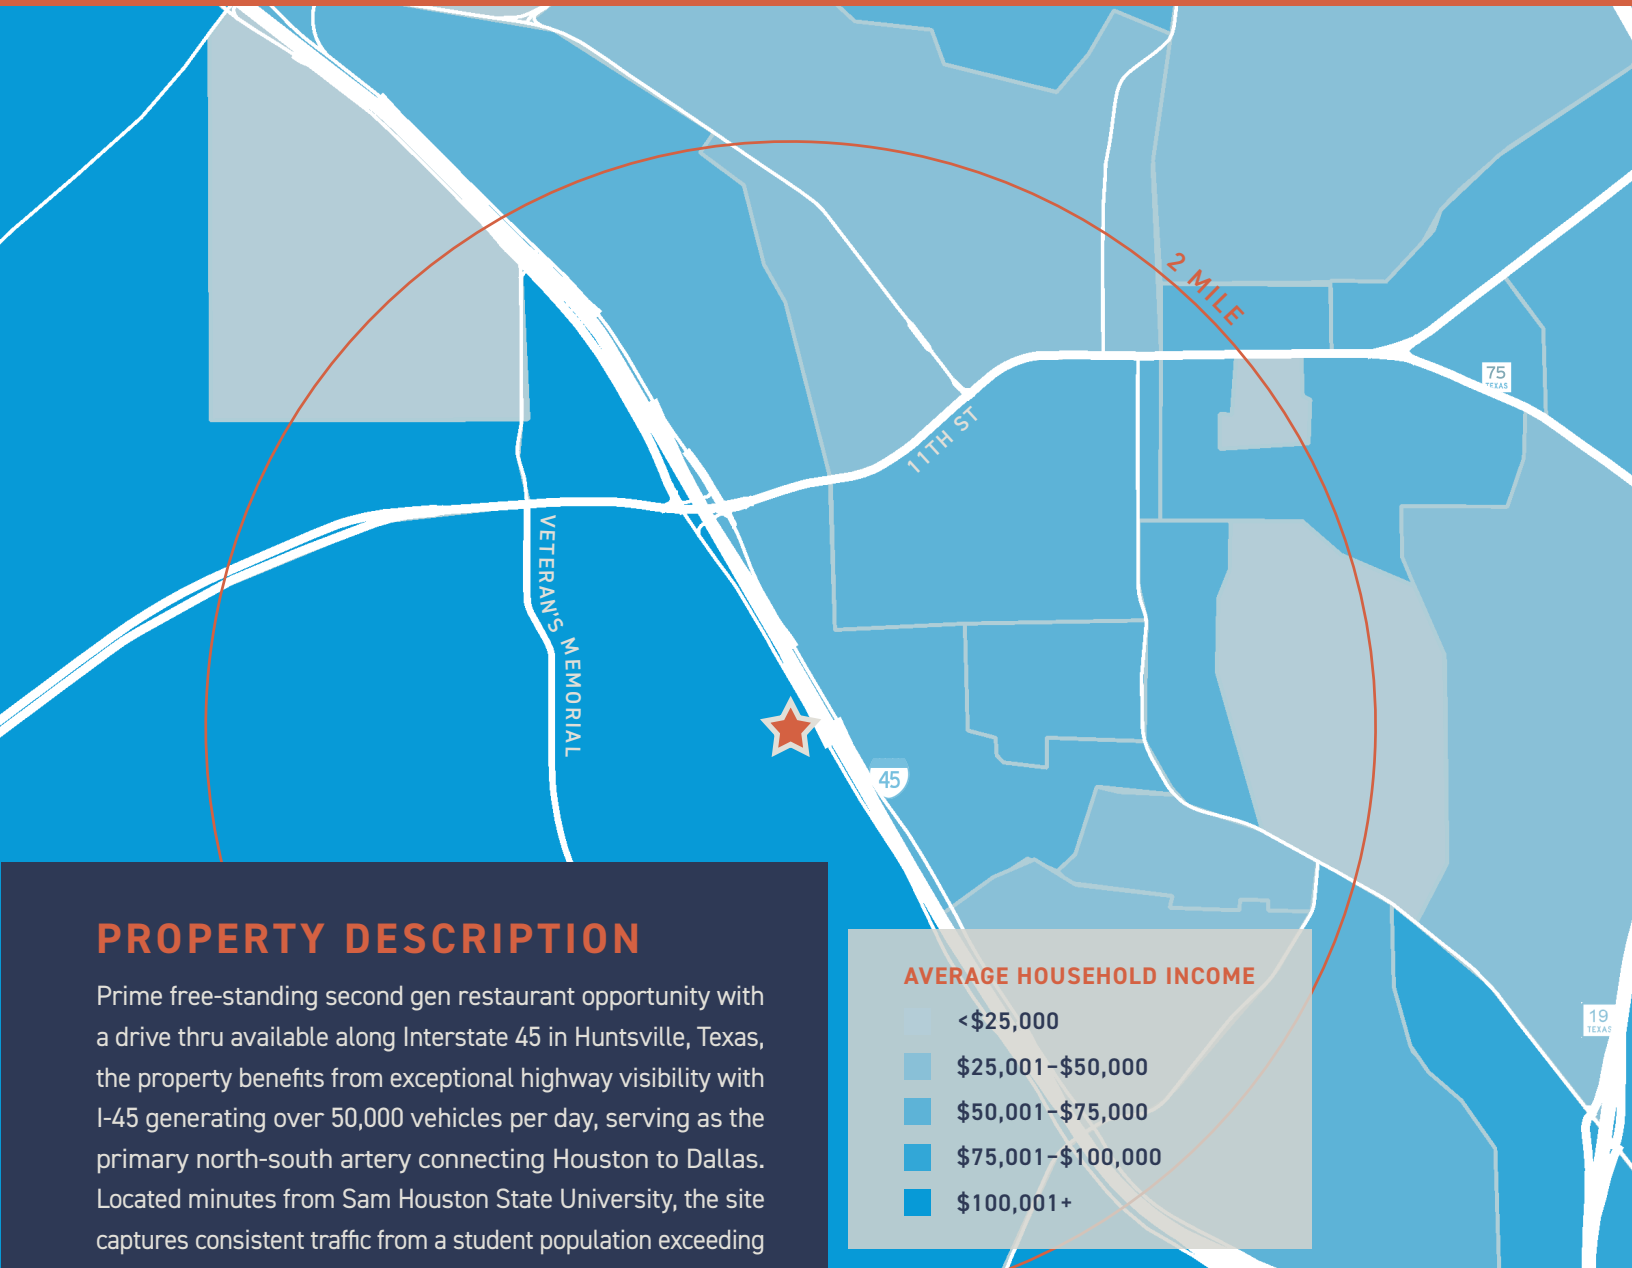 2 MILE
75
TEXAS
11TH ST
VETERAN'S MEMORIAL
45
PROPERTY DESCRIPTION
Prime free-standing second gen restaurant opportunity with
a drive thru available along Interstate 45 in Huntsville, Texas,
the property benefits from exceptional highway visibility with
I-45 generating over 50,000 vehicles per day, serving as the
primary north-south artery connecting Houston to Dallas.
Located minutes from Sam Houston State University, the site
captures consistent traffic from a student population exceeding
AVERAGE HOUSEHOLD INCOME
<$25,000
$25,001–$50,000
$50,001–$75,000
$75,001–$100,000
$100,001+
19
TEXAS